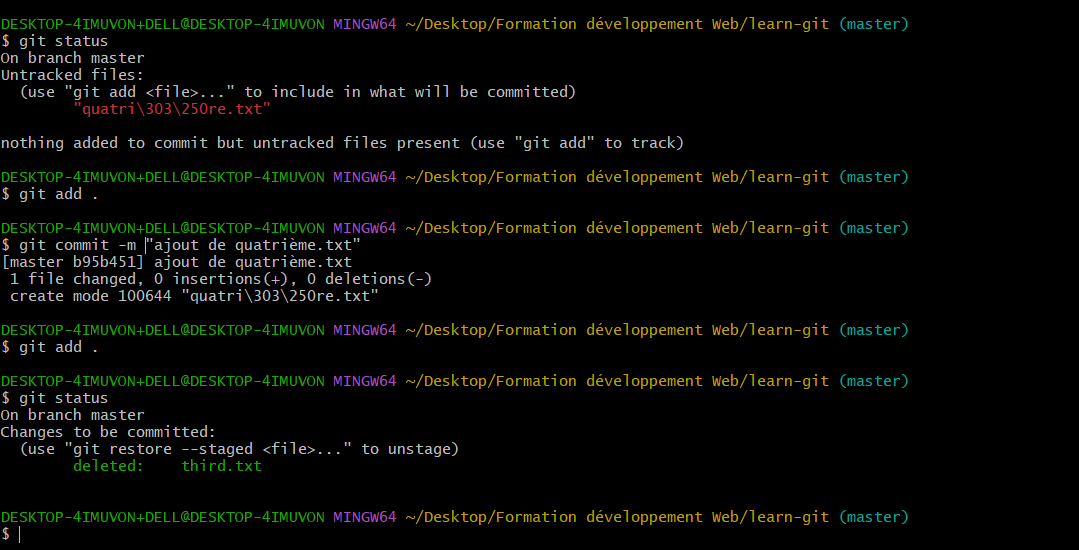 DESKTOP-4IMUVON+DELL@DESKTOP-4IMUVON MINGW64 ~/Desktop/Formation développement Web/learn-git (master)
$ git status
On branch master
Untracked files:
  (use "git add <file>..." to include in what will be committed)
        "quatri\303\250re.txt"

nothing added to commit but untracked files present (use "git add" to track)

DESKTOP-4IMUVON+DELL@DESKTOP-4IMUVON MINGW64 ~/Desktop/Formation développement Web/learn-git (master)
$ git add .

DESKTOP-4IMUVON+DELL@DESKTOP-4IMUVON MINGW64 ~/Desktop/Formation développement Web/learn-git (master)
$ git commit -m "ajout de quatrième.txt"
[master b95b451] ajout de quatrième.txt
 1 file changed, 0 insertions(+), 0 deletions(-)
 create mode 100644 "quatri\303\250re.txt"

DESKTOP-4IMUVON+DELL@DESKTOP-4IMUVON MINGW64 ~/Desktop/Formation développement Web/learn-git (master)
$ git add .

DESKTOP-4IMUVON+DELL@DESKTOP-4IMUVON MINGW64 ~/Desktop/Formation développement Web/learn-git (master)
$ git status
On branch master
Changes to be committed:
  (use "git restore --staged <file>..." to unstage)
        deleted:    third.txt

DESKTOP-4IMUVON+DELL@DESKTOP-4IMUVON MINGW64 ~/Desktop/Formation développement Web/learn-git (master)
$